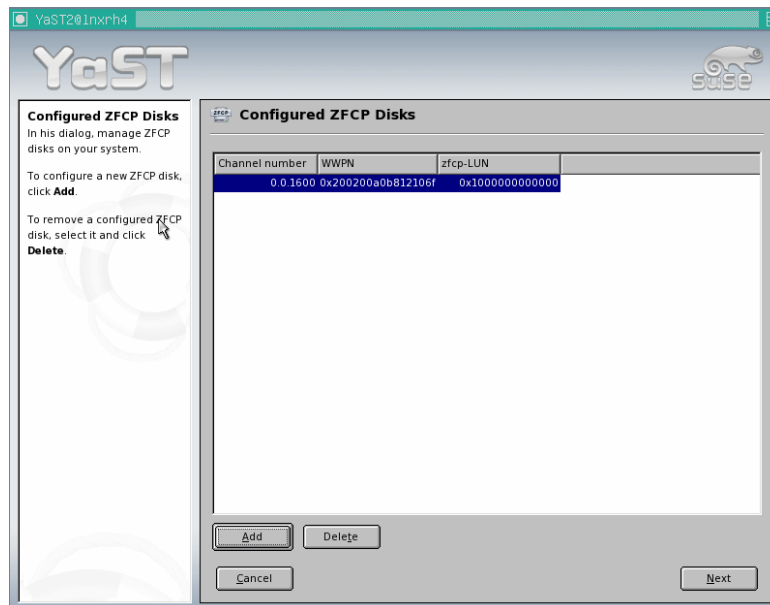 YaST2@lnxrh4
YaST
suse
Configured ZFCP Disks
In his dialog, manage ZFCP
disks on your system.
To configure a new ZFCP disk,
click Add.
To remove a configured ZFCP
disk, select it and click
Delete.
ZFCP
Configured ZFCP Disks
Channel number WWPN zfcp-LUN
0.0.1600 0x200200a0b812106f 0x1000000000000
Add Delete
Cancel Next